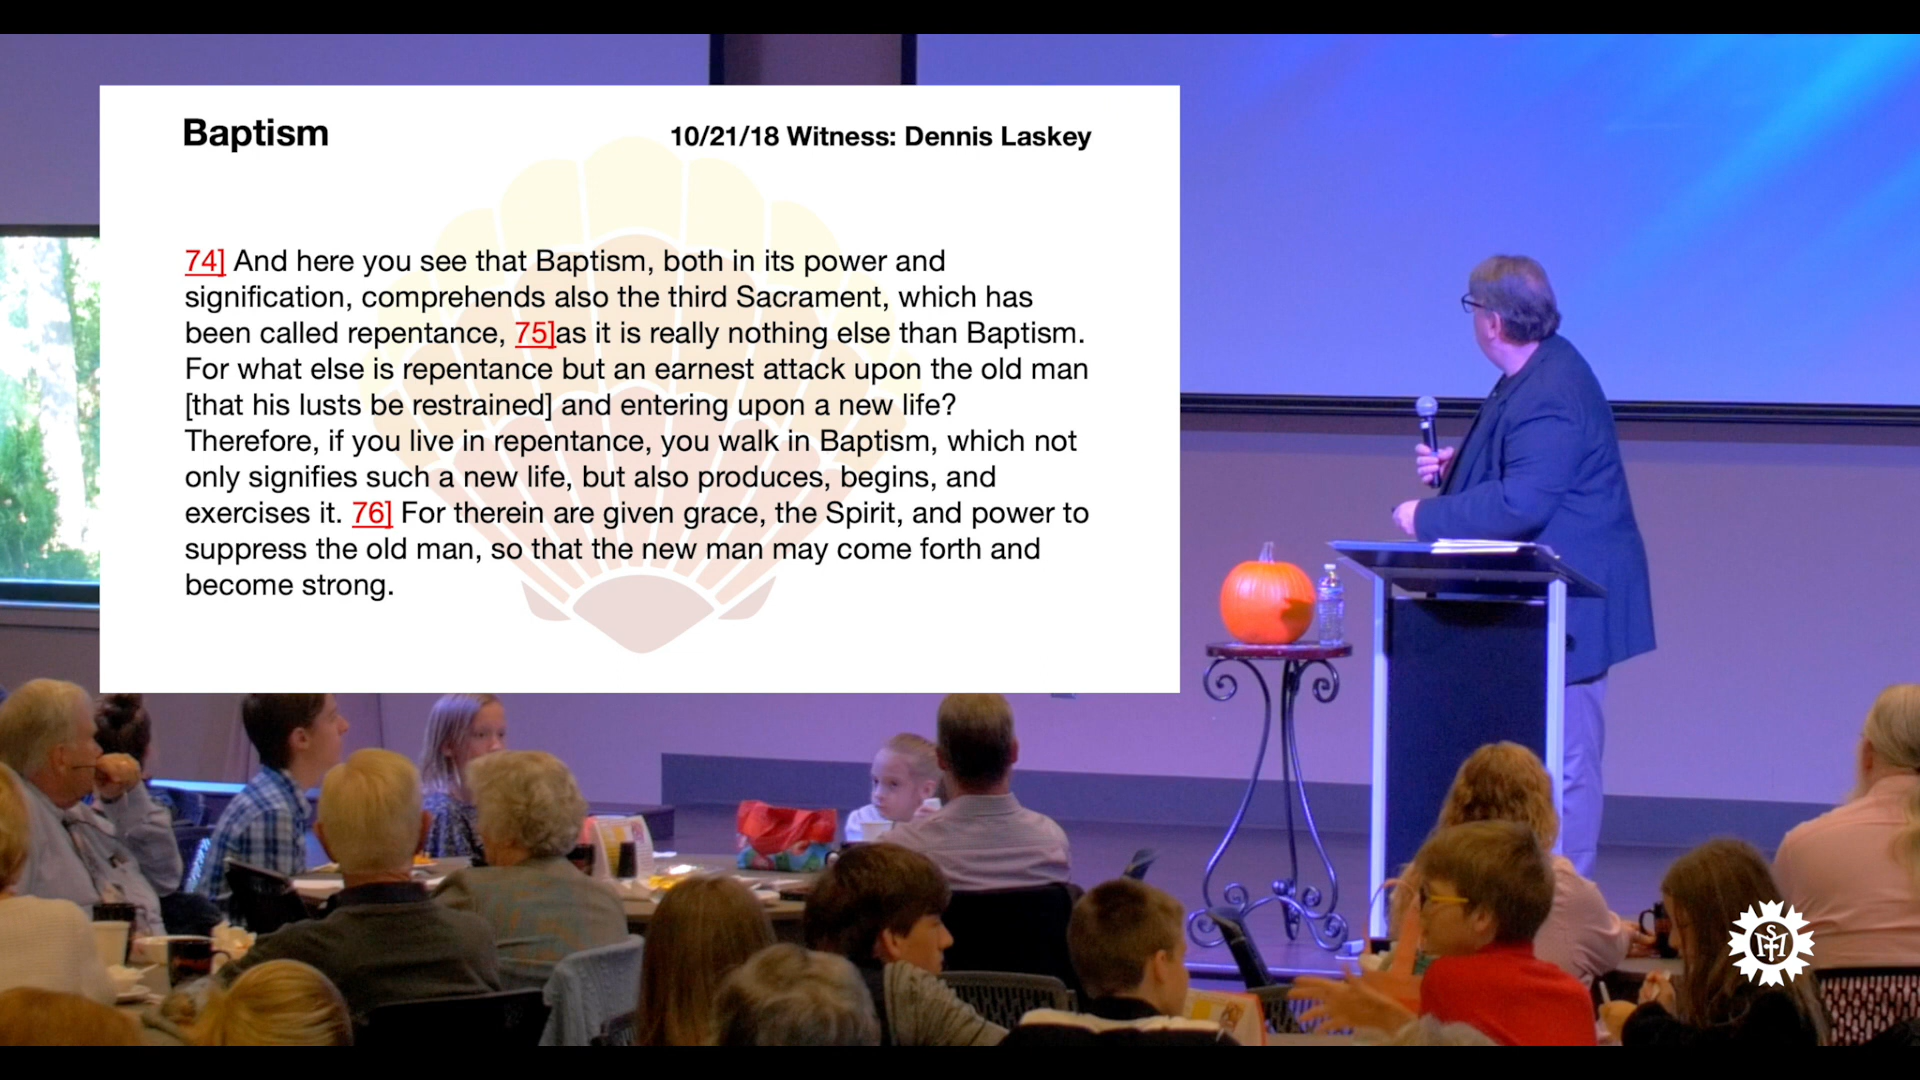 Baptism
10/21/18 Witness: Dennis Laskey
74] And here you see that Baptism, both in its power and
signification, comprehends also the third Sacrament, which has
been called repentance, 75]as it is really nothing else than Baptism.
For what else is repentance but an earnest attack upon the old man
[that his lusts be restrained] and entering upon a new life?
Therefore, if you live in repentance, you walk in Baptism, which not
only signifies such a new life, but also produces, begins, and
exercises it. 76] For therein are given grace, the Spirit, and power to
suppress the old man, so that the new man may come forth and
become strong.